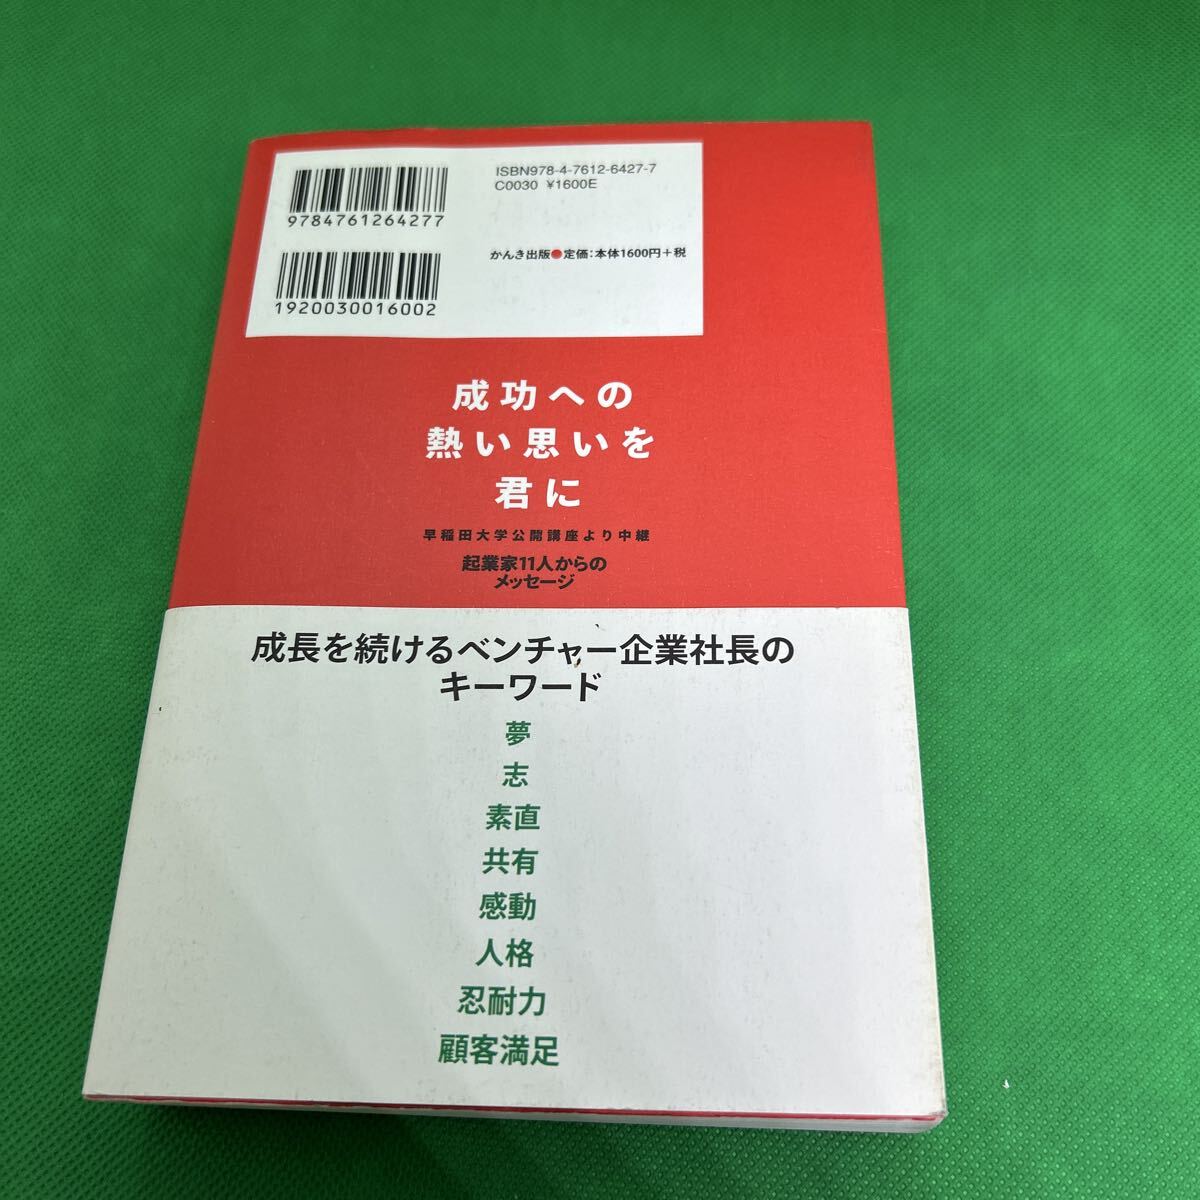 9784761264277
ISBN978-4-7612-6427-7
C0030 ¥1600E
1920030016002
かんき出版●定価：本体1600円＋税
成功への
熱い思いを
君に
早稲田大学公開講座より中継
起業家11人からの
メッセージ
成長を続けるベンチャー企業社長の
キーワード
夢
志
素直
共有
感動
人格
忍耐力
顧客満足